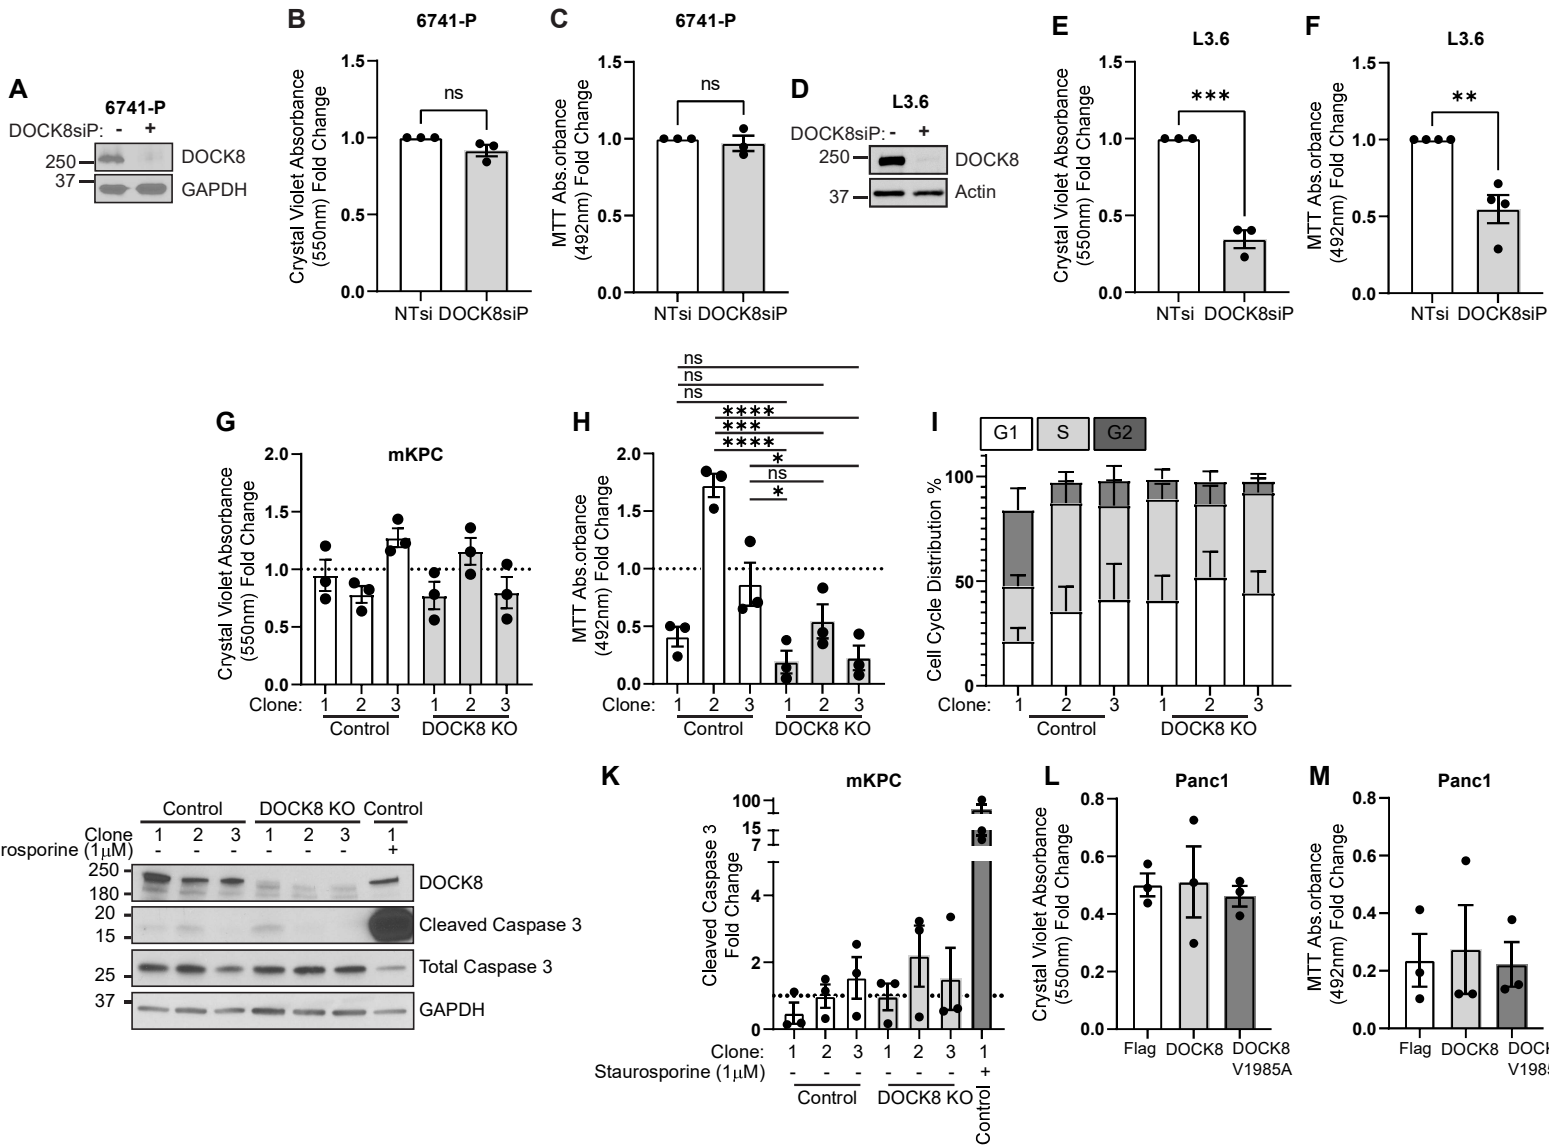 A
6741-P
DOCK8siP: - +
250
DOCK8
37
GAPDH
B
6741-P
Crystal Violet Absorbance
(550nm) Fold Change
1.5
1.0
0.5
0.0
ns
NTsi DOCK8siP
C
6741-P
MTT Abs.orbance
(492nm) Fold Change
1.5
1.0
0.5
0.0
ns
NTsi DOCK8siP
D
L3.6
DOCK8siP: - +
250
DOCK8
37
Actin
E
L3.6
Crystal Violet Absorbance
(550nm) Fold Change
1.5
1.0
0.5
0.0
***
NTsi DOCK8siP
F
L3.6
MTT Abs.orbance
(492nm) Fold Change
1.5
1.0
0.5
0.0
**
NTsi DOCK8siP
G
mKPC
Crystal Violet Absorbance
(550nm) Fold Change
2.0
1.5
1.0
0.5
0.0
Clone: 1 2 3 1 2 3
Control DOCK8 KO
H
ns
ns
ns
****
***
****
*
ns
*
MTT Abs.orbance
(492nm) Fold Change
2.0
1.5
1.0
0.5
0.0
Clone: 1 2 3 1 2 3
Control DOCK8 KO
I
G1 S G2
Cell Cycle Distribution %
100
50
0
Clone: 1 2 3 1 2 3
Control DOCK8 KO
Control DOCK8 KO Control
Clone 1 2 3 1 2 3 1
rosporine (1µM) - - - - - - +
250
180
DOCK8
20
15
Cleaved Caspase 3
25
Total Caspase 3
37
GAPDH
K
mKPC
Cleaved Caspase 3
Fold Change
100
15
7
4
2
0
Clone: 1 2 3 1 2 3 1
Staurosporine (1µM) - - - - - - +
Control DOCK8 KO Control
L
Panc1
Crystal Violet Absorbance
(550nm) Fold Change
0.8
0.6
0.4
0.2
0.0
Flag DOCK8 DOCK8
V1985A
M
Panc1
MTT Abs.orbance
(492nm) Fold Change
0.8
0.6
0.4
0.2
0.0
Flag DOCK8 DOCK
V1985